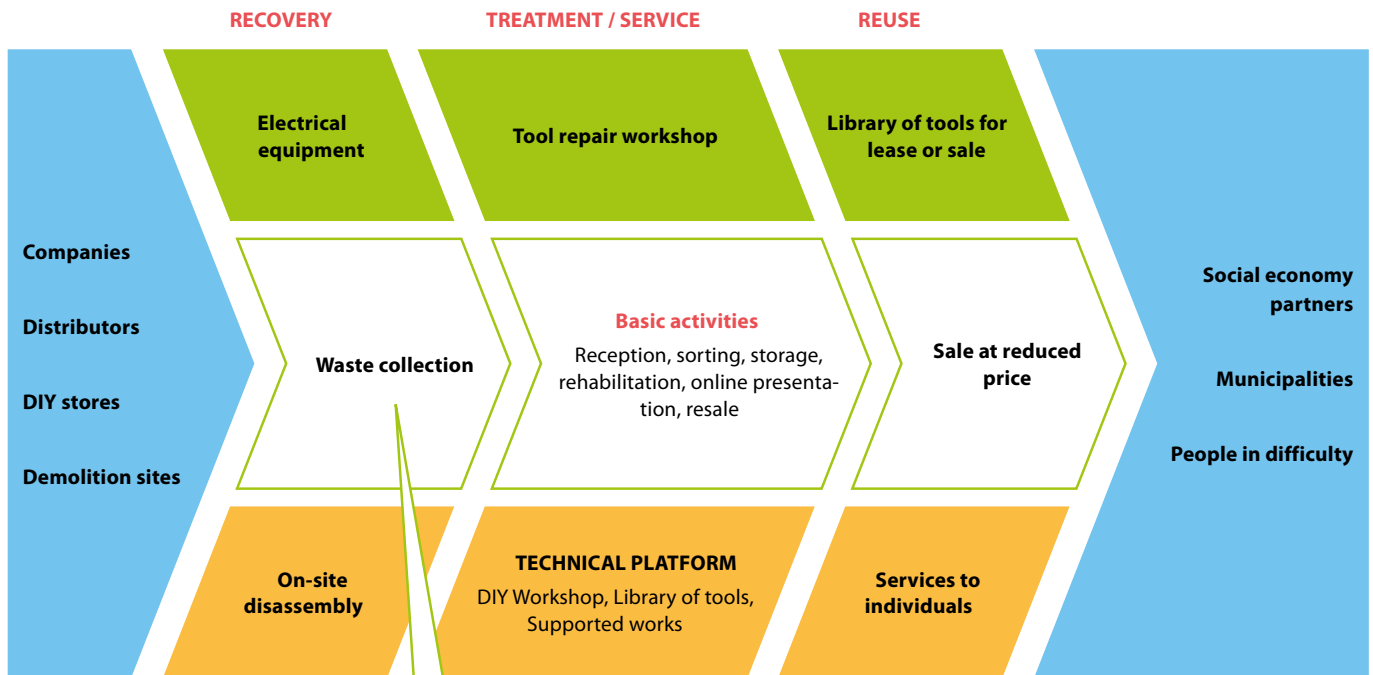 RECOVERY
TREATMENT / SERVICE
REUSE
Electrical
equipment
Tool repair workshop
Library of tools for
lease or sale
Companies
Distributors
DIY stores
Demolition sites
Waste collection
Basic activities
Reception, sorting, storage,
rehabilitation, online presenta-
tion, resale
Sale at reduced
price
Social economy
partners
Municipalities
People in difficulty
On-site
disassembly
TECHNICAL PLATFORM
DIY Workshop, Library of tools,
Supported works
Services to
individuals